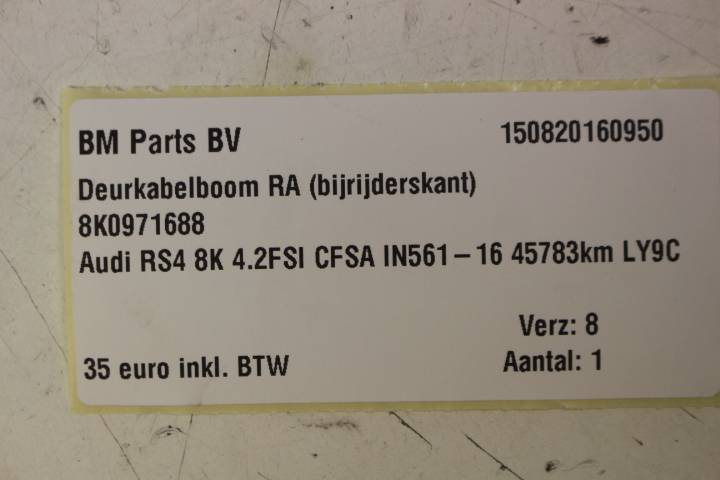 BM Parts BV 150820160950
Deurkabelboom RA (bijrijderskant)
8K0971688
Audi RS4 8K 4.2FSI CFSA IN561-16 45783km LY9C
Verz: 8
35 euro inkl. BTW Aantal: 1